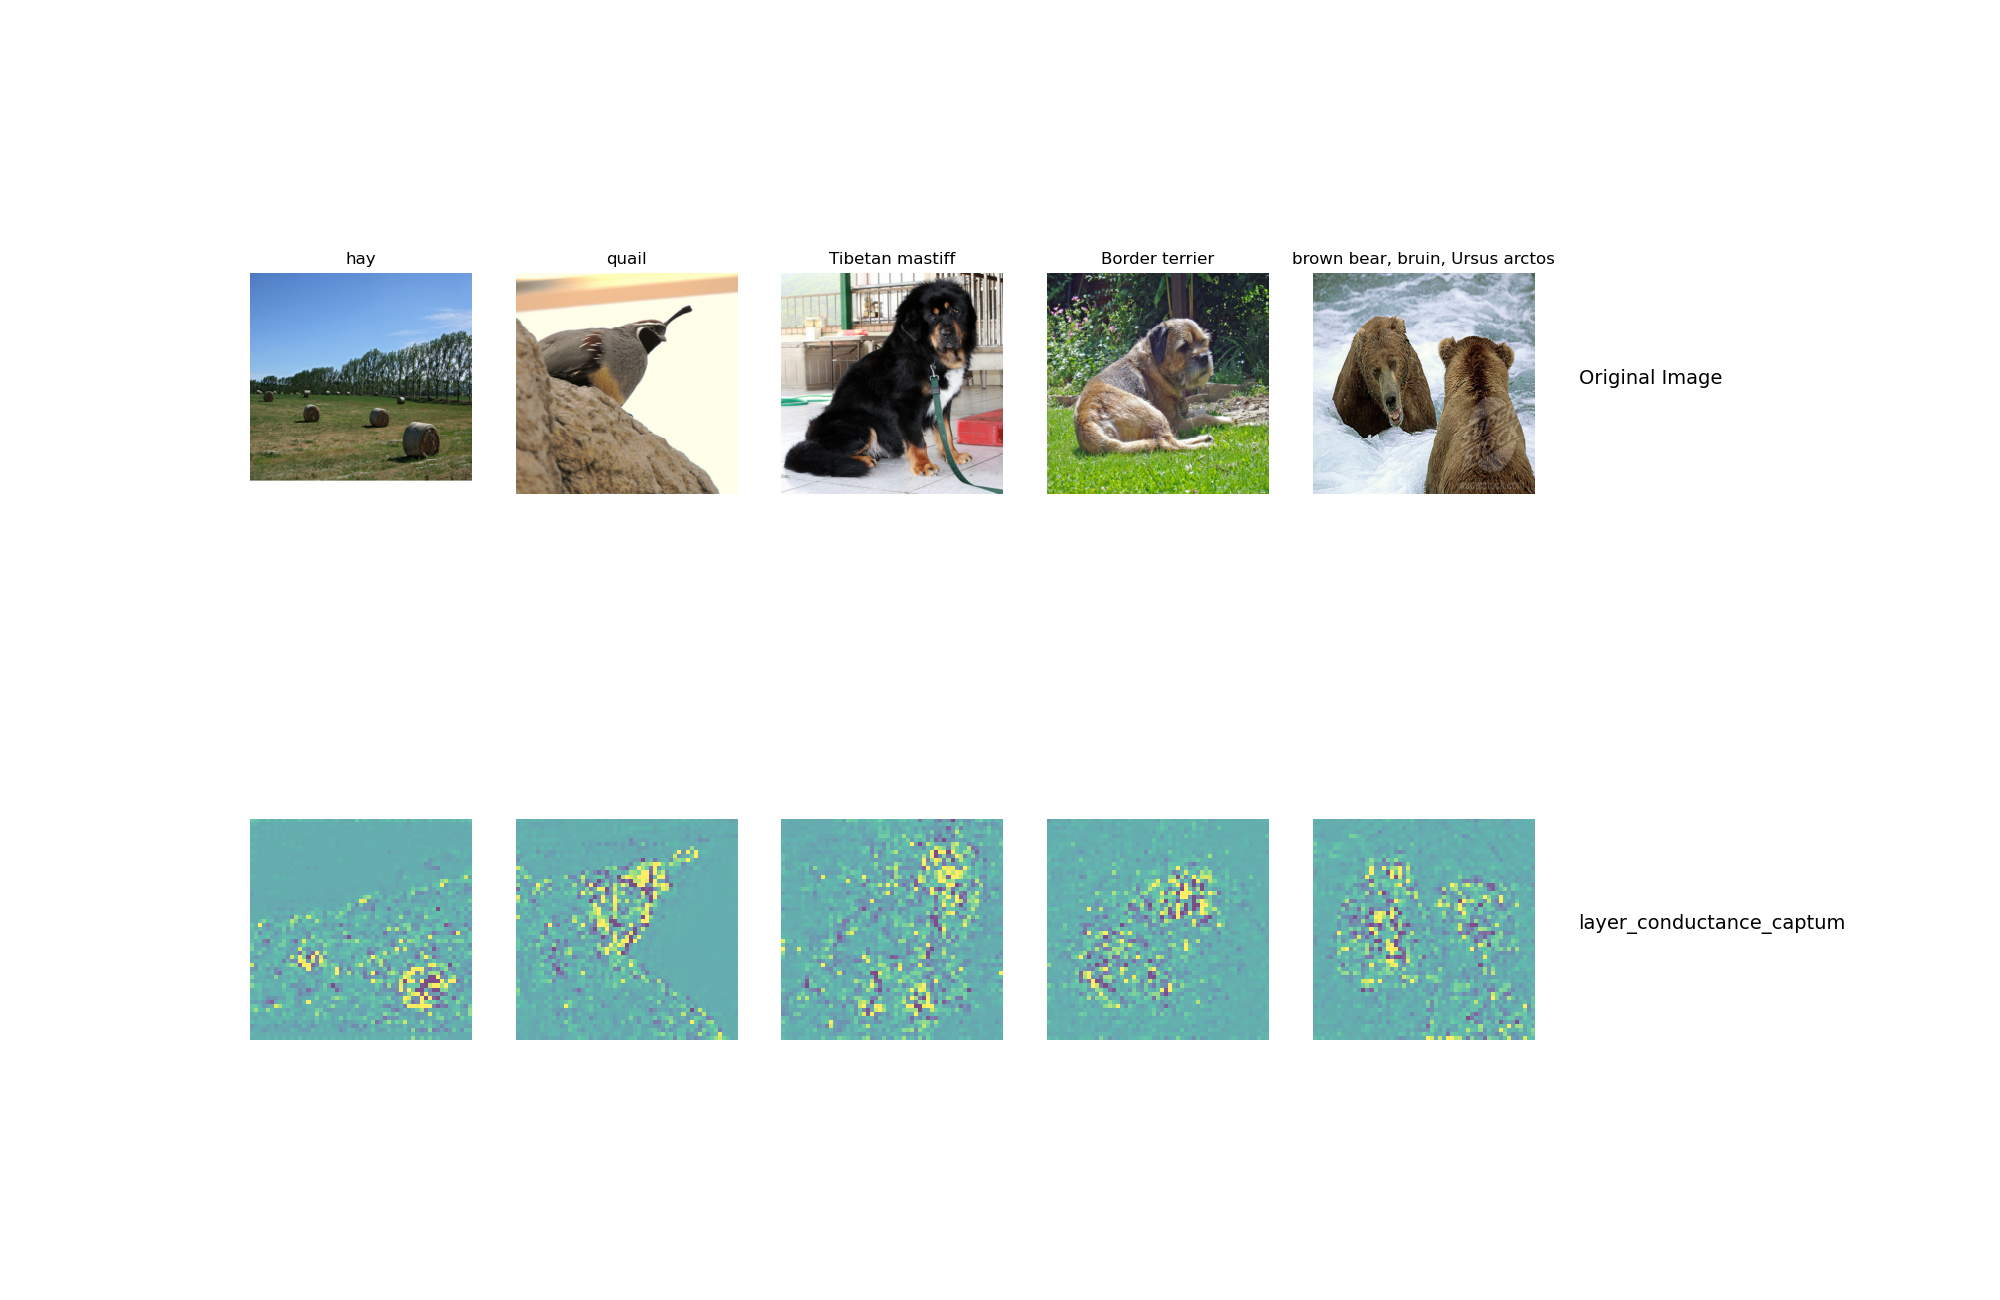 hay
quail
Tibetan mastiff
Border terrier
brown bear, bruin, Ursus arctos
Original Image
layer_conductance_captum